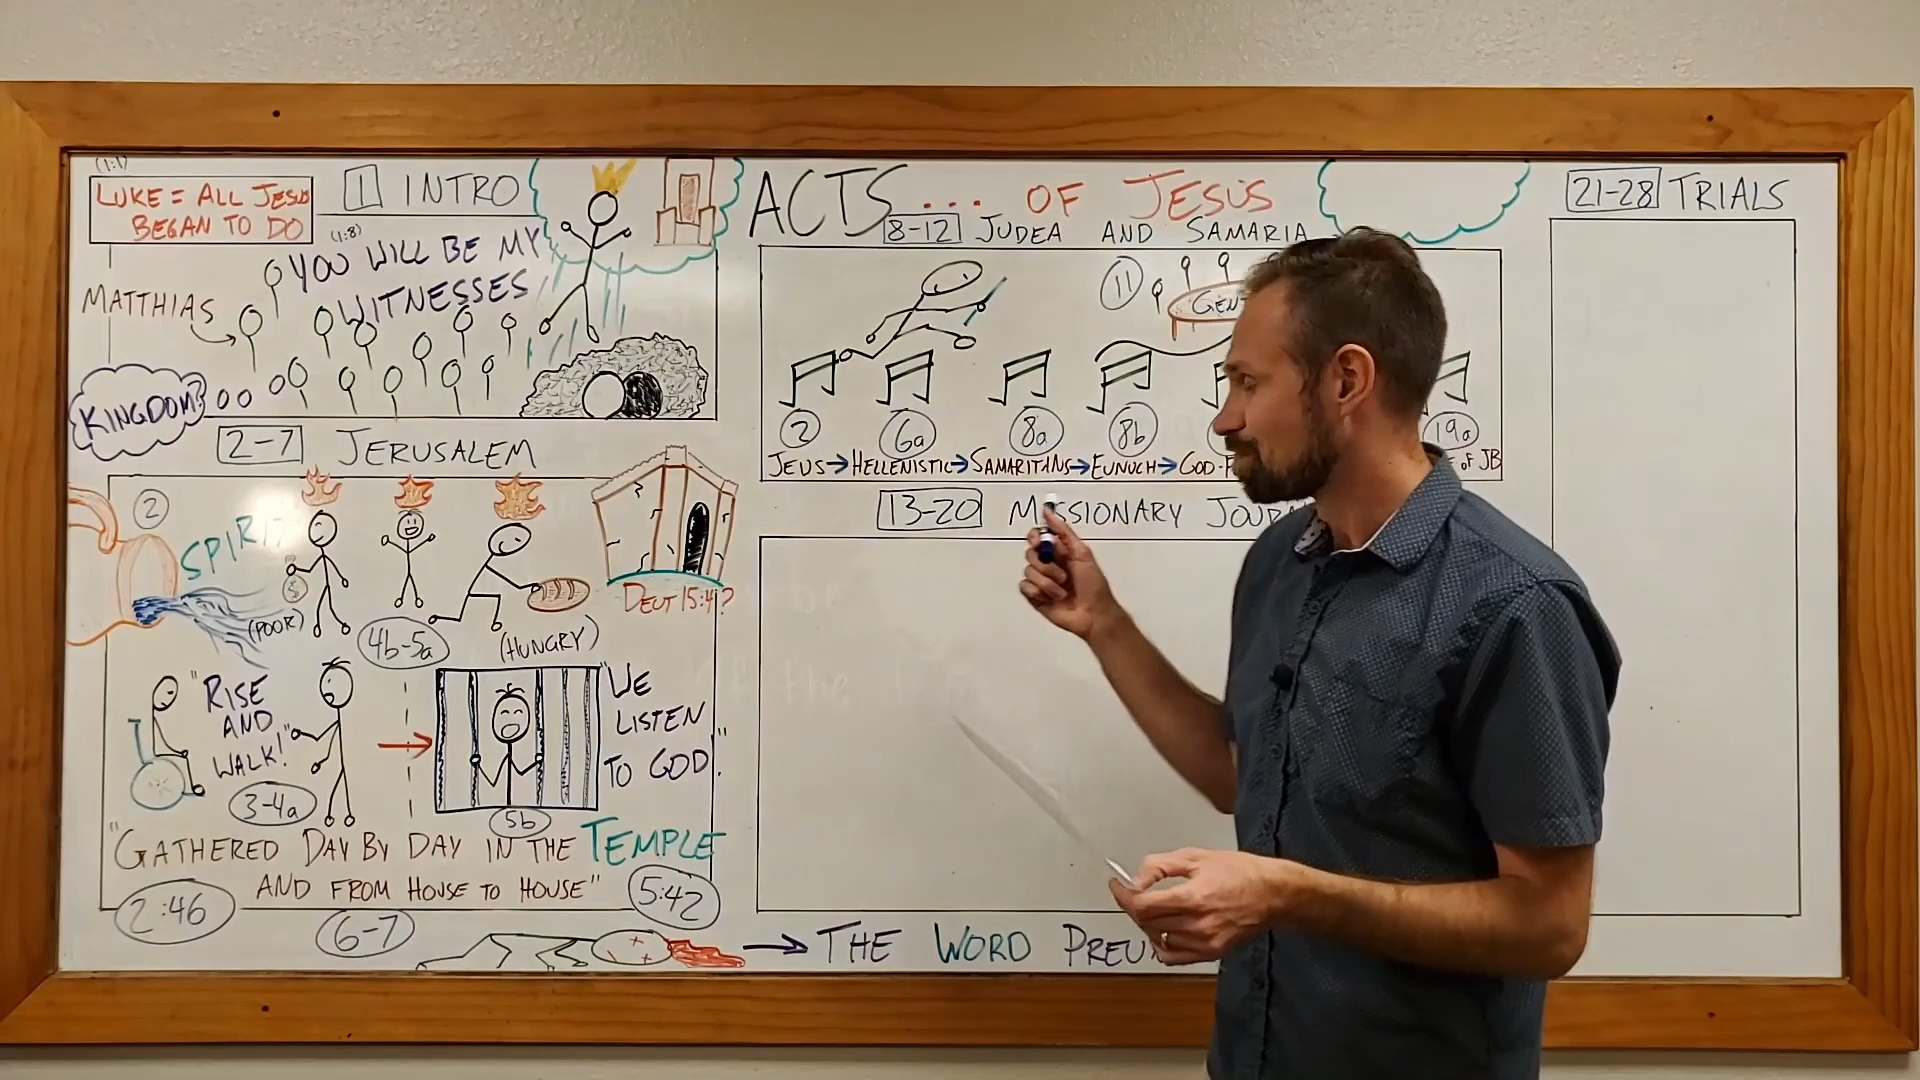 (1:1)
LUKE = ALL JESUS
BEGAN TO DO
1 INTRO
(1:8)
"YOU WILL BE MY
WITNESSES
MATTHIAS
KINGDOM?
2-7 JERUSALEM
2
SPIRIT
$
(POOR)
4b-5a
(HUNGRY)
DEUT 15:4?
"RISE
AND
WALK!"
3-4a
5b
"WE
LISTEN
TO GOD."
"GATHERED DAY BY DAY IN THE TEMPLE
AND FROM HOUSE TO HOUSE"
2:46
5:42
6-7
ACTS... OF JESUS
8-12 JUDEA AND SAMARIA
11
GENT
2 6a 8a 8b 19a
JEUS→HELLENISTIC→SAMARITANS→EUNUCH→GOD-F
OF JB
13-20 MISSIONARY JOUR
THE WORD
21-28 TRIALS